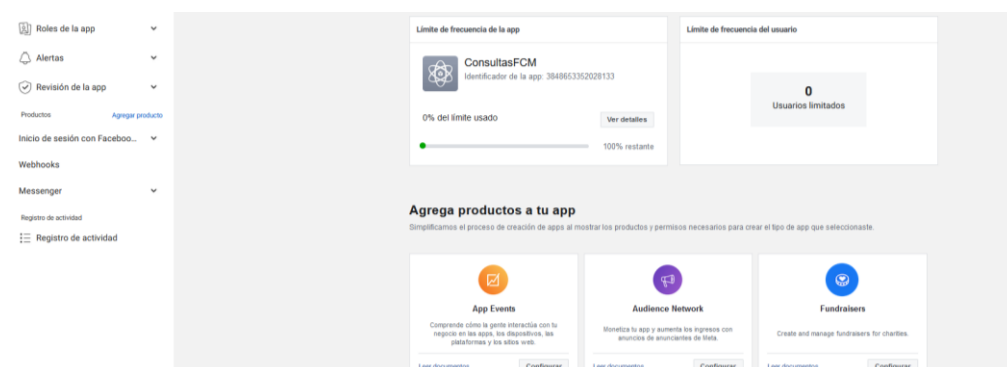 Roles de la app
Alertas
Revisión de la app
Productos
Agregar producto
Inicio de sesión con Faceboo...
Webhooks
Messenger
Registro de actividad
Registro de actividad
Límite de frecuencia de la app
ConsultasFCM
Identificador de la app: 3848653352028133
0% del límite usado
Ver detalles
100% restante
Límite de frecuencia del usuario
0
Usuarios limitados
Agrega productos a tu app
Simplificamos el proceso de creación de apps al mostrar los productos y permisos necesarios para crear el tipo de app que seleccionaste.
App Events
Comprende cómo la gente interactúa con tu
negocio en las apps, los dispositivos, las
plataformas y los sitios web.
Leer documentos
Configurar
Audience Network
Monetiza tu app y aumenta los ingresos con
anuncios de anunciantes de Meta.
Leer documentos
Configurar
Fundraisers
Create and manage fundraisers for charities.
Leer documentos
Configurar